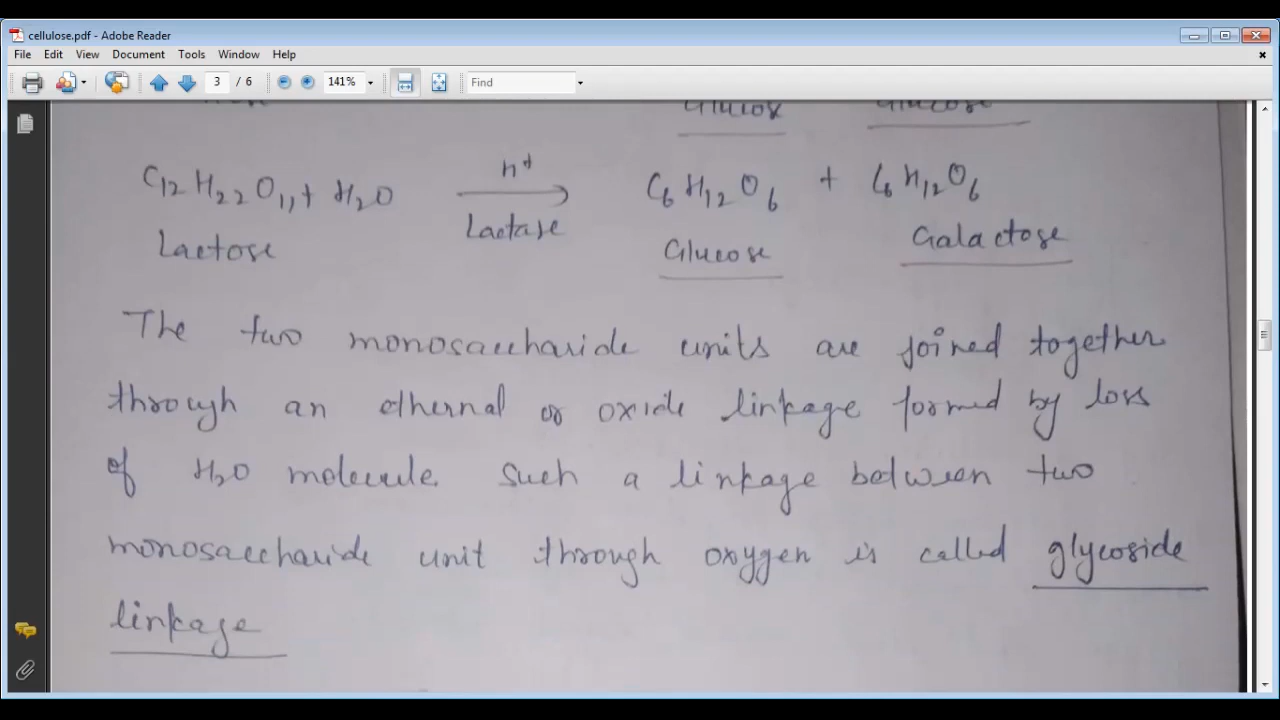 cellulose.pdf - Adobe Reader
File Edit View Document Tools Window Help
3 / 6 141% Find
Glucose Glucose
C12 H22 O11 + H2O H+ C6 H12 O6 + C6 H12 O6
Lactose Lactase Glucose Galactose
The two monosaccharide units are joined together
through an ethernal or oxide linkage formed by loss
of H2O molecule. Such a linkage between two
monosaccharide unit through oxygen is called glycoside
linkage